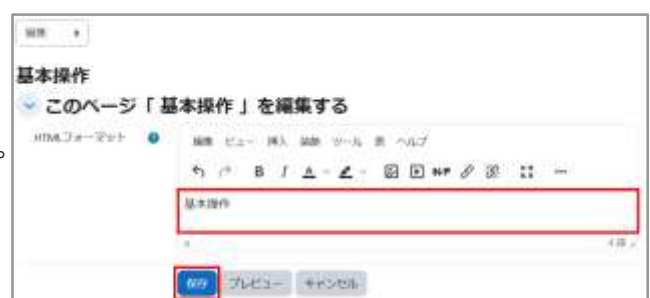 編集
基本操作
このページ「 基本操作 」を編集する
HTMLフォーマット
編集 ビュー 挿入 書式 ツール 表 ヘルプ
B I A H-P
基本操作
保存 プレビュー キャンセル